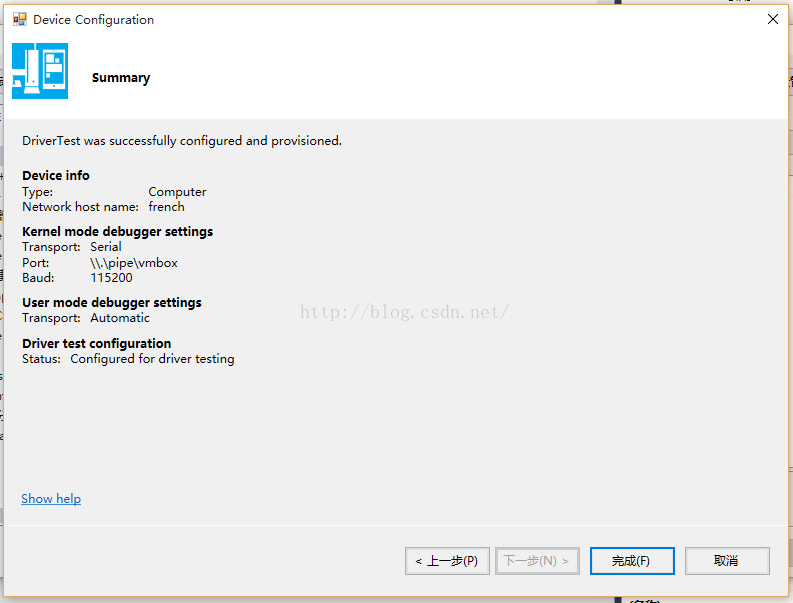 Device Configuration
Summary
DriverTest was successfully configured and provisioned.
Device info
Type: Computer
Network host name: french
Kernel mode debugger settings
Transport: Serial
Port: \\.\pipe\vmbox
Baud: 115200
User mode debugger settings
Transport: Automatic
http://blog.csdn.net/
Driver test configuration
Status: Configured for driver testing
Show help
< 上一步(P) 下一步(N) > 完成(F) 取消